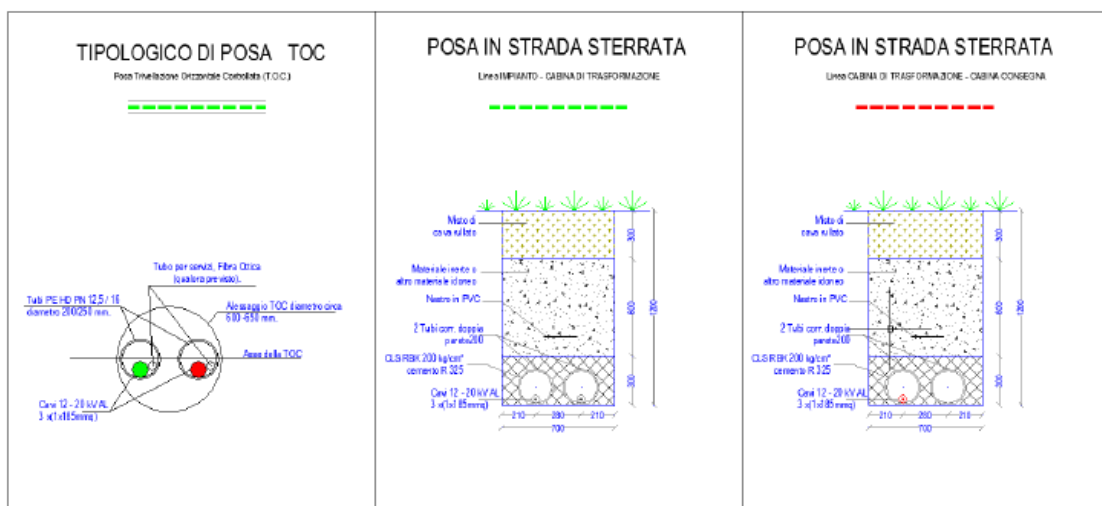 TIPOLOGICO DI POSA TOC
Posa Trivellazione Orizzontale Controllata (T.O.C.)
Tubo per servizi, Fibra Ottica
(qualora previsto).
Tubi PE HD PN 12,5 / 16
diametro 200/250 mm.
Alesaggio TOC diametro circa
600-650 mm.
Asse della TOC
Cavi 12 - 20 kV AL
3 x(1x185mmq)
POSA IN STRADA STERRATA
Linea IMPIANTO - CABINA DI TRASFORMAZIONE
Misto di
cava rullato
Materiale inerte o
altro materiale idoneo
Nastro in PVC
2 Tubi corr. doppia
parete200
CLS RBK 200 kg/cm²
cemento R 325
Cavi 12 - 20 kV AL
3 x(1x185mmq)
300
600
300
1200
210 280 210
700
POSA IN STRADA STERRATA
Linea CABINA DI TRASFORMAZIONE - CABINA CONSEGNA
Misto di
cava rullato
Materiale inerte o
altro materiale idoneo
Nastro in PVC
2 Tubi corr. doppia
parete 200
CLS RBK 200 kg/cm²
cemento R 325
Cavi 12 - 20 kV AL
3 x(1x185mmq)
300
600
300
1200
210 280 210
700